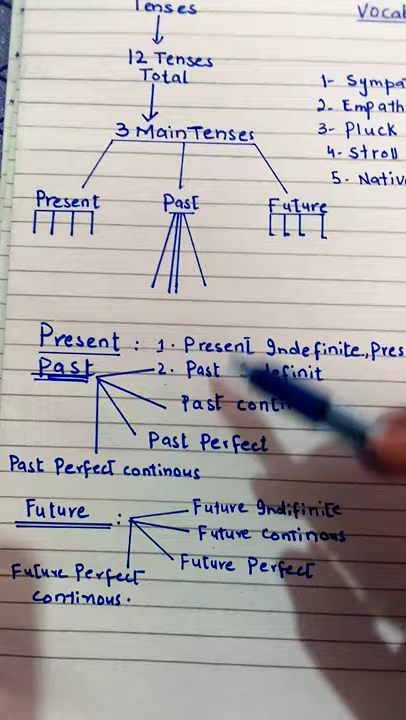 Tenses
12 Tenses
Total
3 Main Tenses
Present
Past
Future
Vocab
1- Sympa
2. Empath
3- Pluck
4- Stroll
5. Nativ
Present : 1. Present Indefinite, Pres
Past 2. Past
Past
Past Perfect
Past Perfect continous
Future : Future Indifinite
Future continous
Future Perfect
Future Perfect
continous.